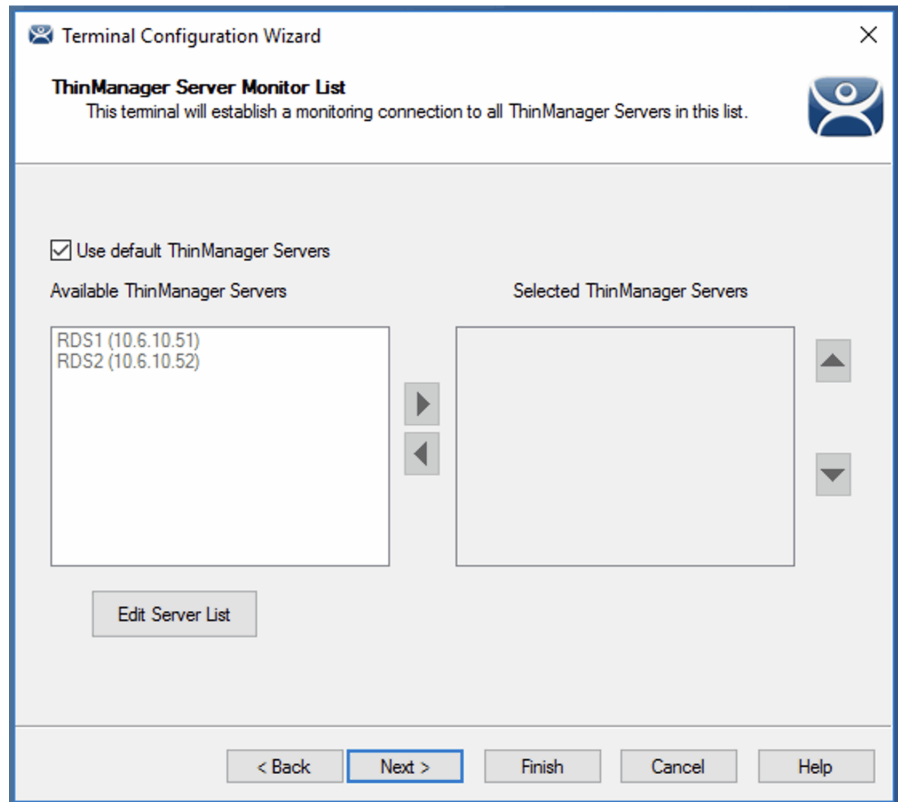 Terminal Configuration Wizard
ThinManager Server Monitor List
This terminal will establish a monitoring connection to all ThinManager Servers in this list.
Use default ThinManager Servers
Available ThinManager Servers
Selected ThinManager Servers
RDS1 (10.6.10.51)
RDS2 (10.6.10.52)
Edit Server List
< Back
Next >
Finish
Cancel
Help